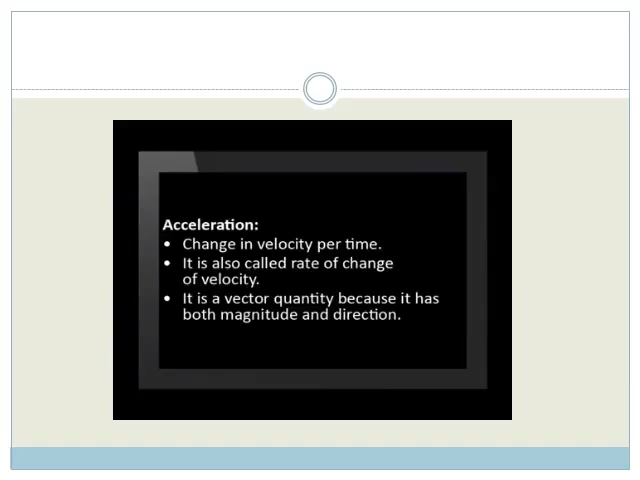 Acceleration:
• Change in velocity per time.
• It is also called rate of change
of velocity.
• It is a vector quantity because it has
both magnitude and direction.